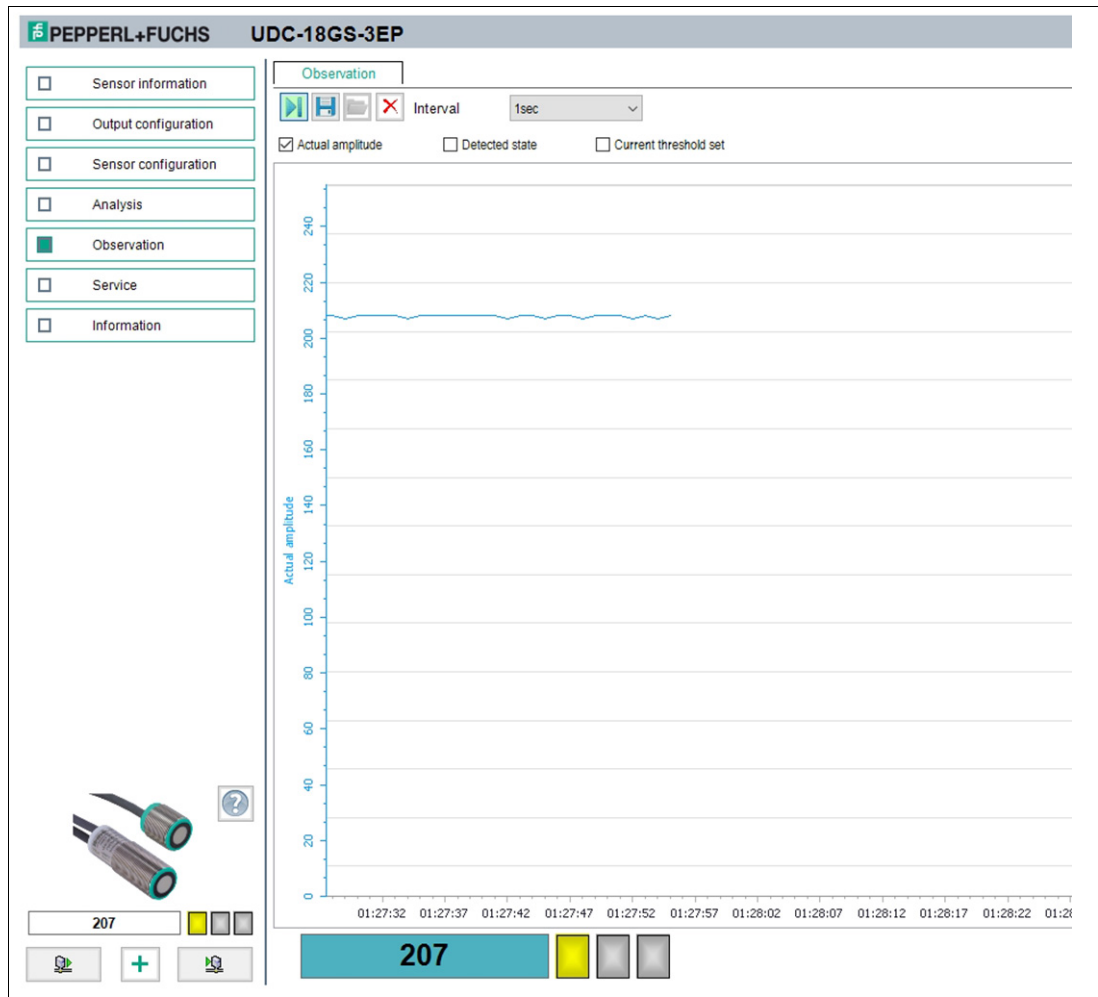 PEPPERL+FUCHS UDC-18GS-3EP
Sensor information
Output configuration
Sensor configuration
Analysis
Observation
Service
Information
207
Observation
Interval 1sec
Actual amplitude Detected state Current threshold set
Actual amplitude
240
220
200
180
160
140
120
100
80
60
40
20
0
01:27:32 01:27:37 01:27:42 01:27:47 01:27:52 01:27:57 01:28:02 01:28:07 01:28:12 01:28:17 01:28:22 01:28
207